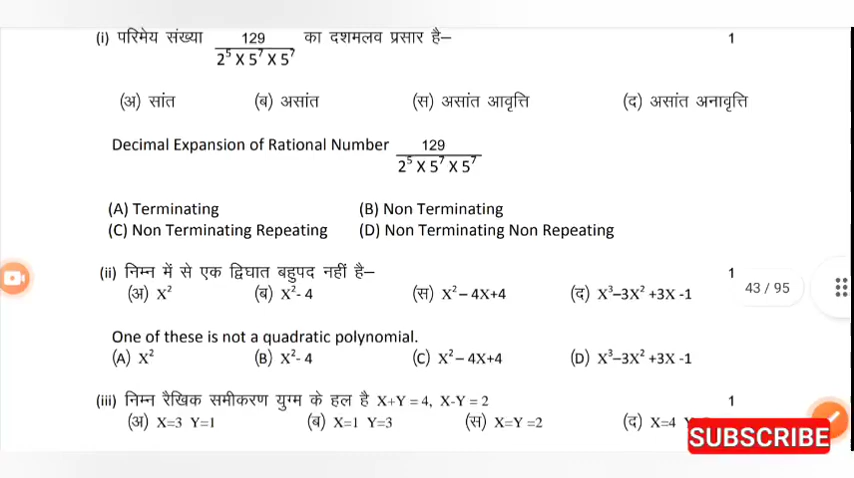 (i) परिमेय संख्या 129 / 2⁵ X 5⁷ X 5⁷ का दशमलव प्रसार है– 1
(अ) सांत (ब) असांत (स) असांत आवृत्ति (द) असांत अनावृत्ति
Decimal Expansion of Rational Number 129 / 2⁵ X 5⁷ X 5⁷
(A) Terminating (B) Non Terminating
(C) Non Terminating Repeating (D) Non Terminating Non Repeating
(ii) निम्न में से एक द्विघात बहुपद नहीं है– 1
(अ) X² (ब) X²- 4 (स) X² – 4X+4 (द) X³–3X² +3X -1
43 / 95
One of these is not a quadratic polynomial.
(A) X² (B) X²- 4 (C) X² – 4X+4 (D) X³–3X² +3X -1
(iii) निम्न रैखिक समीकरण युग्म के हल है X+Y = 4, X-Y = 2 1
(अ) X=3 Y=1 (ब) X=1 Y=3 (स) X=Y =2 (द) X=4
SUBSCRIBE